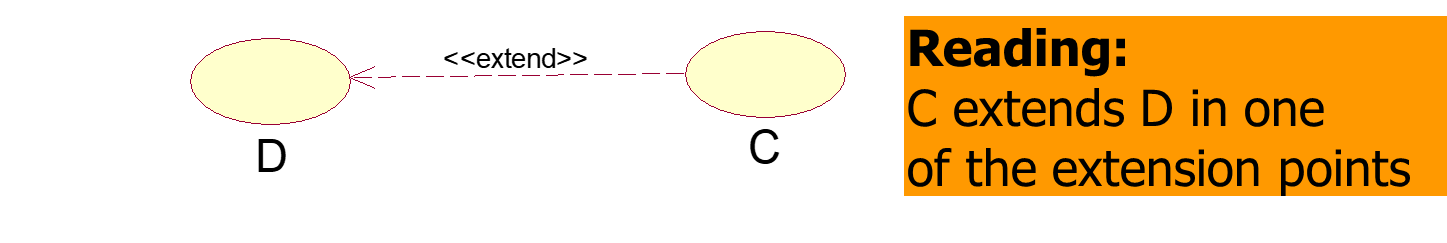 <<extend>>
D
C
Reading:
C extends D in one
of the extension points